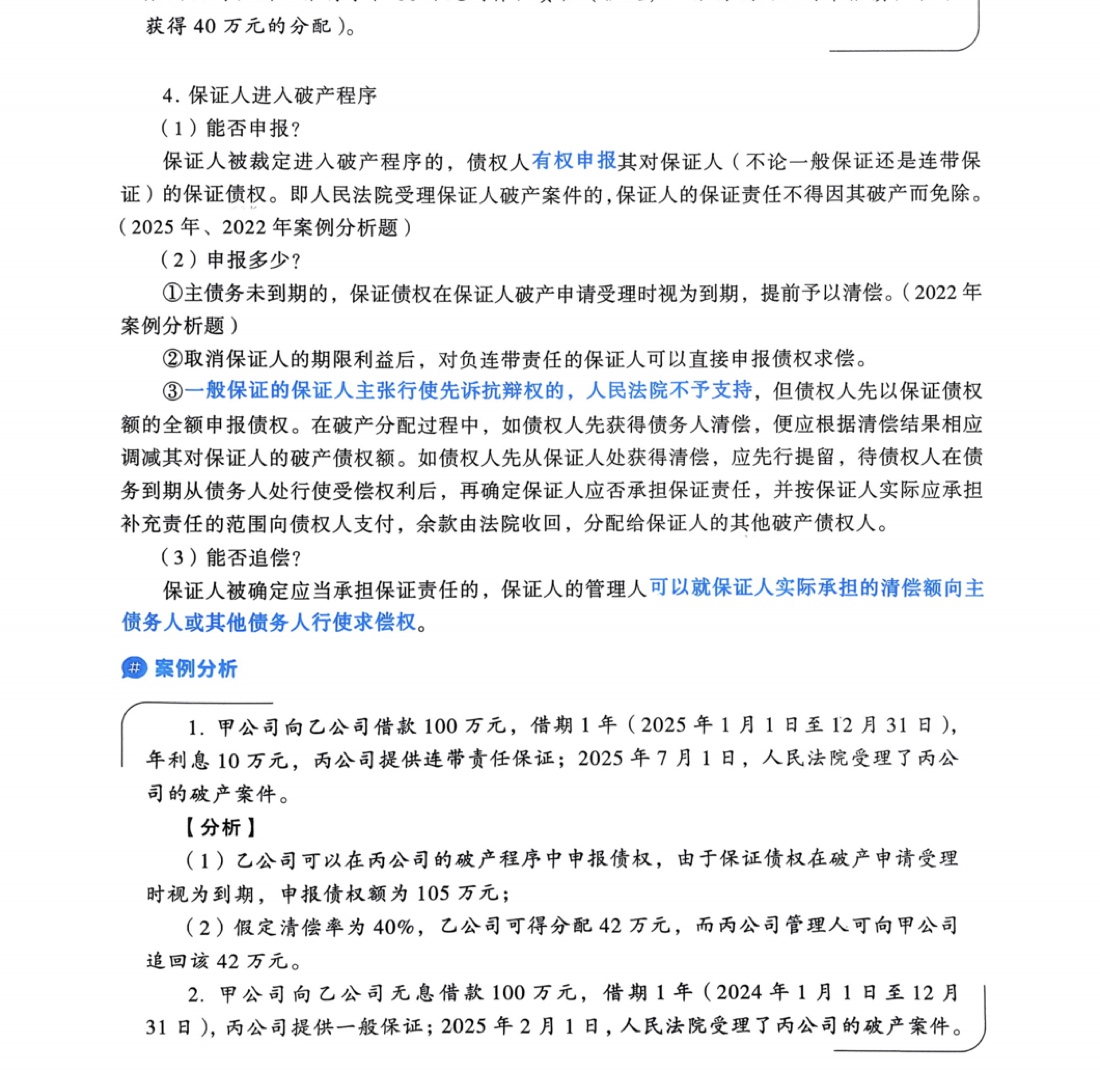 获得 40 万元的分配）。
4. 保证人进入破产程序
（1）能否申报？
保证人被裁定进入破产程序的，债权人有权申报其对保证人（不论一般保证还是连带保
证）的保证债权。即人民法院受理保证人破产案件的，保证人的保证责任不得因其破产而免除。
（2025 年、2022 年案例分析题）
（2）申报多少？
①主债务未到期的，保证债权在保证人破产申请受理时视为到期，提前予以清偿。（2022 年
案例分析题）
②取消保证人的期限利益后，对负连带责任的保证人可以直接申报债权求偿。
③一般保证的保证人主张行使先诉抗辩权的，人民法院不予支持，但债权人先以保证债权
额的全额申报债权。在破产分配过程中，如债权人先获得债务人清偿，便应根据清偿结果相应
调减其对保证人的破产债权额。如债权人先从保证人处获得清偿，应先行提留，待债权人在债
务到期从债务人处行使受偿权利后，再确定保证人应否承担保证责任，并按保证人实际应承担
补充责任的范围向债权人支付，余款由法院收回，分配给保证人的其他破产债权人。
（3）能否追偿？
保证人被确定应当承担保证责任的，保证人的管理人可以就保证人实际承担的清偿额向主
债务人或其他债务人行使求偿权。
# 案例分析
1. 甲公司向乙公司借款 100 万元，借期 1 年（2025 年 1 月 1 日至 12 月 31 日），
年利息 10 万元，丙公司提供连带责任保证；2025 年 7 月 1 日，人民法院受理了丙公
司的破产案件。
【分析】
（1）乙公司可以在丙公司的破产程序中申报债权，由于保证债权在破产申请受理
时视为到期，申报债权额为 105 万元；
（2）假定清偿率为 40%，乙公司可得分配 42 万元，而丙公司管理人可向甲公司
追回该 42 万元。
2. 甲公司向乙公司无息借款 100 万元，借期 1 年（2024 年 1 月 1 日至 12 月
31 日），丙公司提供一般保证；2025 年 2 月 1 日，人民法院受理了丙公司的破产案件。